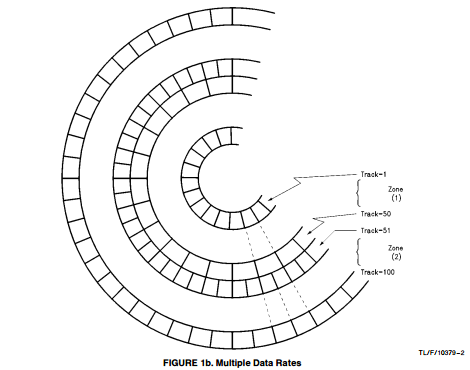 Track=1
Zone
(1)
Track=50
Track=51
Zone
(2)
Track=100
TL/F/10379–2
FIGURE 1b. Multiple Data Rates